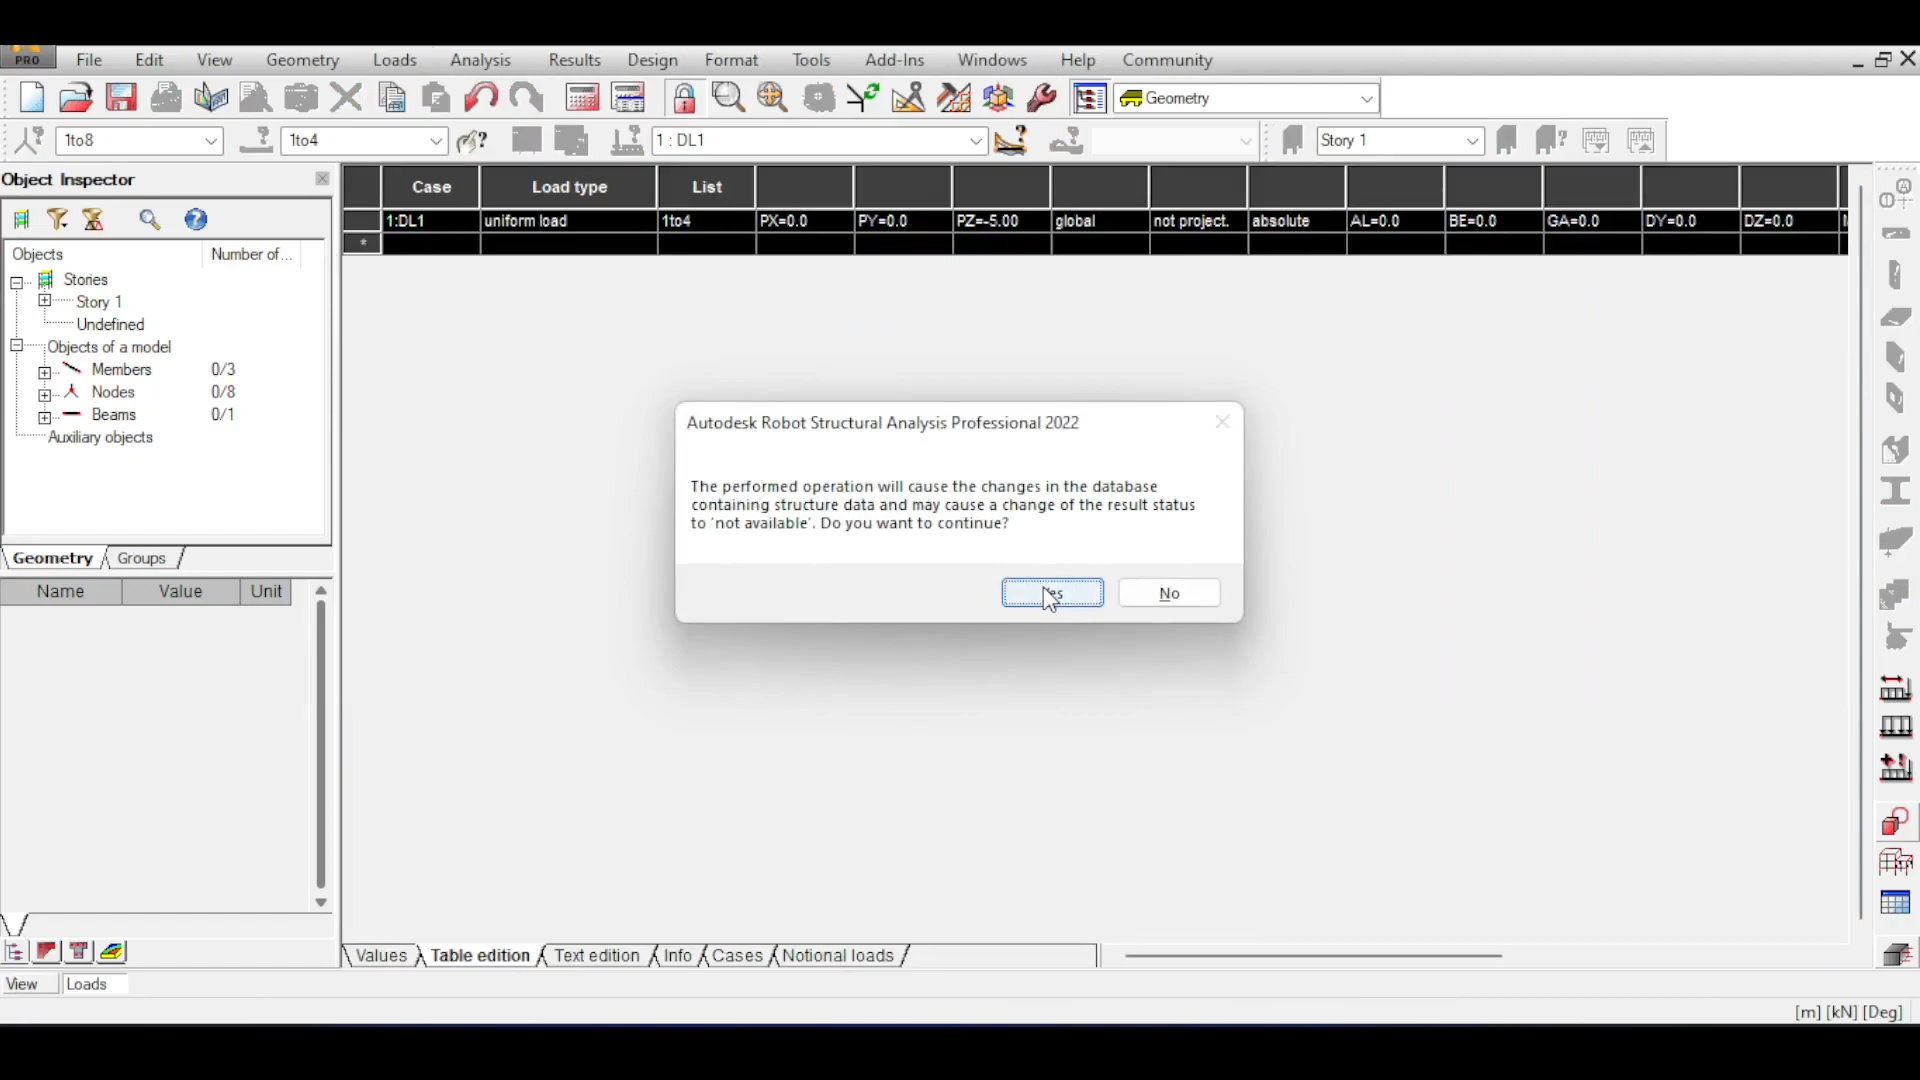 PRO File Edit View Geometry Loads Analysis Results Design Format Tools Add-Ins Windows Help Community
Geometry
1to8 1to4 1 : DL1 Story 1
Object Inspector
Objects Number of...
Stories
Story 1
Undefined
Objects of a model
Members 0/3
Nodes 0/8
Beams 0/1
Auxiliary objects
Geometry Groups
Name Value Unit
Case Load type List
1:DL1 uniform load 1to4 PX=0.0 PY=0.0 PZ=-5.00 global not project. absolute AL=0.0 BE=0.0 GA=0.0 DY=0.0 DZ=0.0
*
Autodesk Robot Structural Analysis Professional 2022
The performed operation will cause the changes in the database
containing structure data and may cause a change of the result status
to 'not available'. Do you want to continue?
No
Values Table edition Text edition Info Cases Notional loads
View Loads
[m] [kN] [Deg]